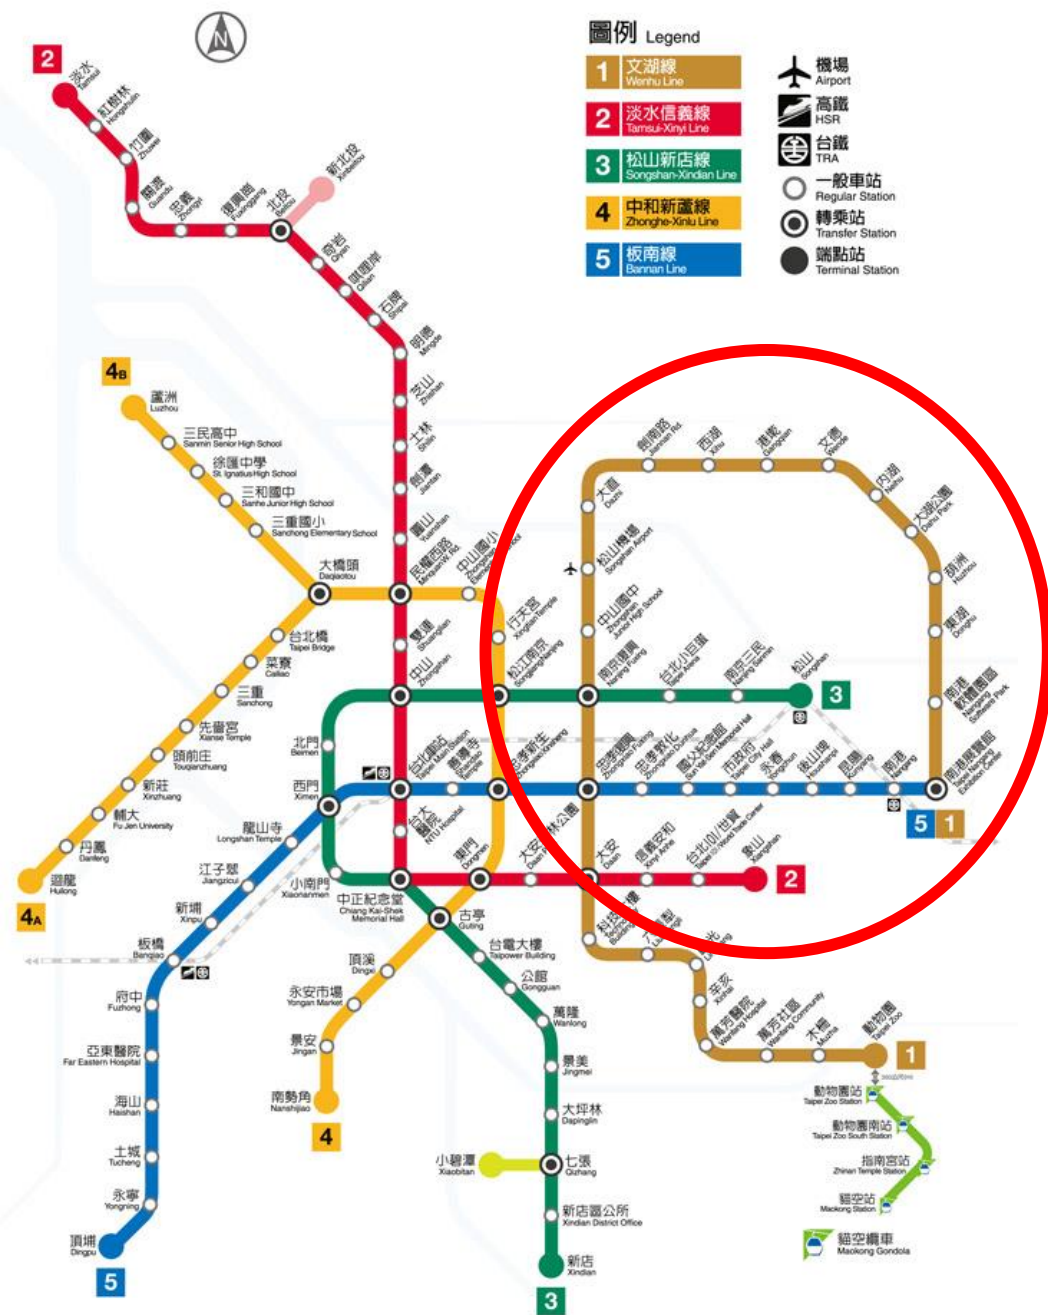 N
圖例 Legend
1 文湖線
Wenhu Line
2 淡水信義線
Tamsui-Xinyi Line
3 松山新店線
Songshan-Xindian Line
4 中和新蘆線
Zhonghe-Xinlu Line
5 板南線
Bannan Line
機場
Airport
高鐵
HSR
台鐵
TRA
一般車站
Regular Station
轉乘站
Transfer Station
端點站
Terminal Station
2
淡水
Tamsui
紅樹林
Hongshulin
竹圍
Zhuwei
關渡
Guandu
忠義
Zhongyi
復興崗
Fuxinggang
北投
Beitou
新北投
Xinbeitou
奇岩
Qiyan
唭哩岸
Qilian
石牌
Shipai
明德
Mingde
芝山
Zhishan
士林
Shilin
劍潭
Jiantan
圓山
Yuanshan
民權西路
Minquan W. Rd.
雙連
Shuanglian
中山
Zhongshan
台北車站
Taipei Main Station
台大
醫院
NTU Hospital
中正紀念堂
Chiang Kai-Shek
Memorial Hall
東門
Dongmen
大安
Daan
信義安和
Xinyi Anhe
台北101/世貿
Taipei 101/World Trade Center
象山
Xiangshan
2
4B
蘆洲
Luzhou
三民高中
Sanmin Senior High School
徐匯中學
St. Ignatius High School
三和國中
Sanhe Junior High School
三重國小
Sanchong Elementary School
大橋頭
Daqiaotou
台北橋
Taipei Bridge
菜寮
Cailiao
三重
Sanchong
先嗇宮
Xianse Temple
頭前庄
Touqianzhuang
新莊
Xinzhuang
輔大
Fu Jen University
丹鳳
Danfeng
迴龍
Huilong
4A
中山國小
Zhongshan
Elementary School
行天宮
Xingtian Temple
松江南京
Songjiang Nanjing
忠孝新生
Zhongxiao Xinsheng
古亭
Guting
頂溪
Dingxi
永安市場
Yongan Market
景安
Jingan
南勢角
Nanshijiao
4
松山
Songshan
3
南京三民
Nanjing Sanmin
台北小巨蛋
Taipei Arena
南京復興
Nanjing Fuxing
北門
Beimen
西門
Ximen
小南門
Xiaonanmen
台電大樓
Taipower Building
公館
Gongguan
萬隆
Wanlong
景美
Jingmei
大坪林
Dapinglin
小碧潭
Xiaobitan
七張
Qizhang
新店區公所
Xindian District Office
新店
Xindian
3
善導寺
Shandao
Temple
忠孝復興
Zhongxiao Fuxing
忠孝敦化
Zhongxiao Dunhua
國父紀念館
Sun Yat-Sen Memorial Hall
市政府
Taipei City Hall
永春
Yongchun
後山埤
Houshanpi
昆陽
Kunyang
南港
Nangang
南港展覽館
Taipei Nangang
Exhibition Center
5 1
龍山寺
Longshan Temple
江子翠
Jiangzicui
新埔
Xinpu
板橋
Banqiao
府中
Fuzhong
亞東醫院
Far Eastern Hospital
海山
Haishan
土城
Tucheng
永寧
Yongning
頂埔
Dingpu
5
劍南路
Jiannan Rd.
西湖
Xihu
港墘
Gangqian
文德
Wende
內湖
Neihu
大湖公園
Dahu Park
葫洲
Huzhou
東湖
Donghu
南港
軟體園區
Nangang
Software Park
大直
Dazhi
松山機場
Songshan Airport
中山國中
Zhongshan
Junior High School
辛亥
Xinhai
萬芳醫院
Wanfang Hospital
萬芳社區
Wanfang Community
木柵
Muzha
動物園
Taipei Zoo
1
動物園站
Taipei Zoo Station
動物園南站
Taipei Zoo South Station
指南宮站
Zhinan Temple Station
貓空站
Maokong Station
貓空纜車
Maokong Gondola